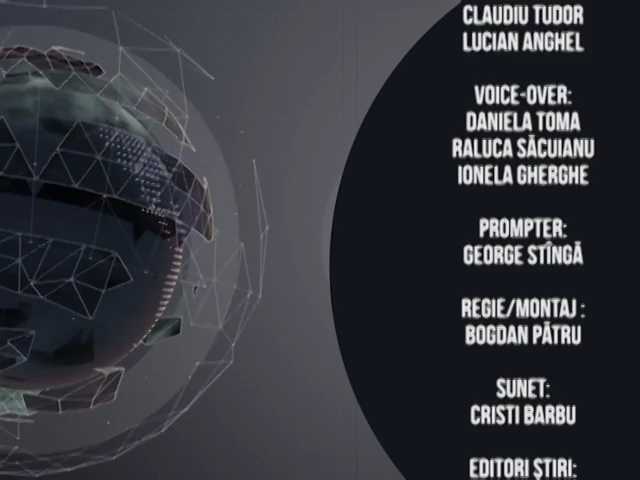 CLAUDIU TUDOR
LUCIAN ANGHEL
VOICE-OVER:
DANIELA TOMA
RALUCA SĂCUIANU
IONELA GHERGHE
PROMPTER:
GEORGE STÎNGĂ
REGIE/MONTAJ :
BOGDAN PĂTRU
SUNET:
CRISTI BARBU
EDITORI ȘTIRI: